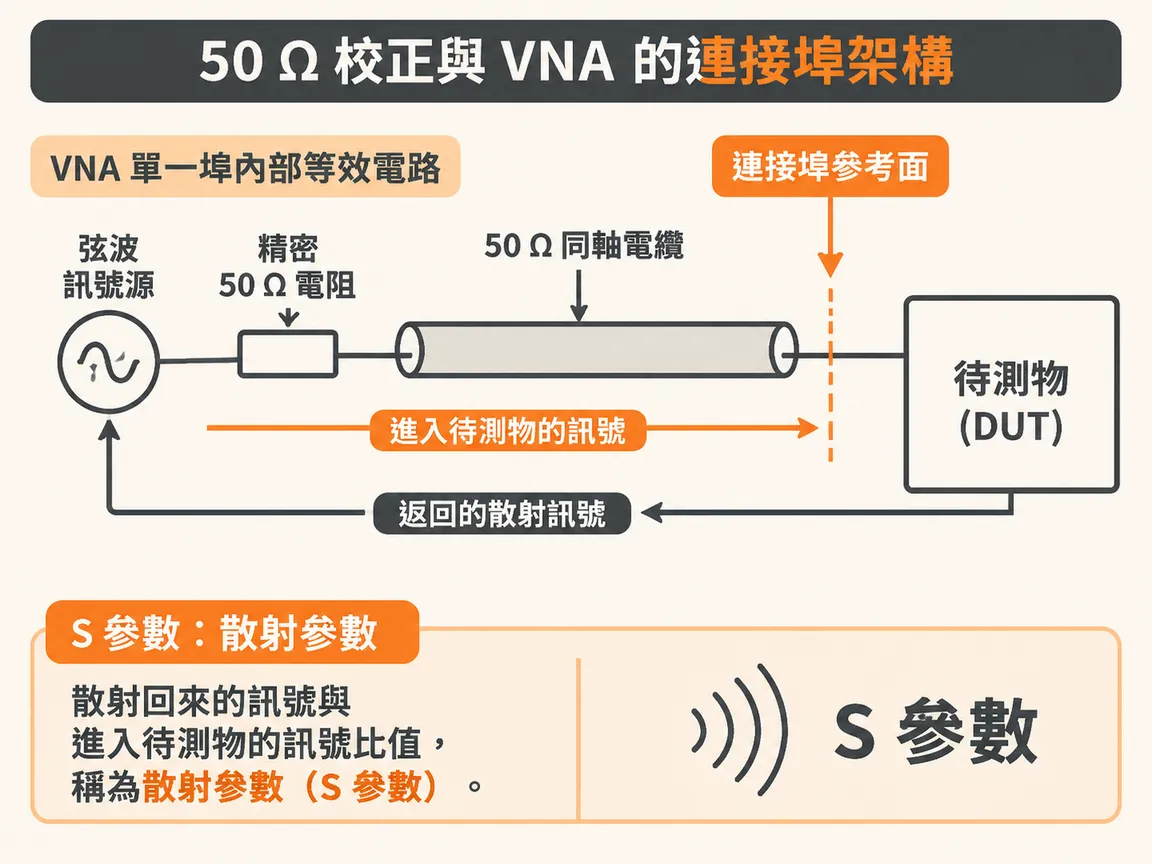 50 Ω 校正與 VNA 的連接埠架構
VNA 單一埠內部等效電路
連接埠參考面
弦波
訊號源
精密
50 Ω 電阻
50 Ω 同軸電纜
待測物
(DUT)
進入待測物的訊號
返回的散射訊號
S 參數：散射參數
散射回來的訊號與
進入待測物的訊號比值，
稱為散射參數（S 參數）。
S 參數